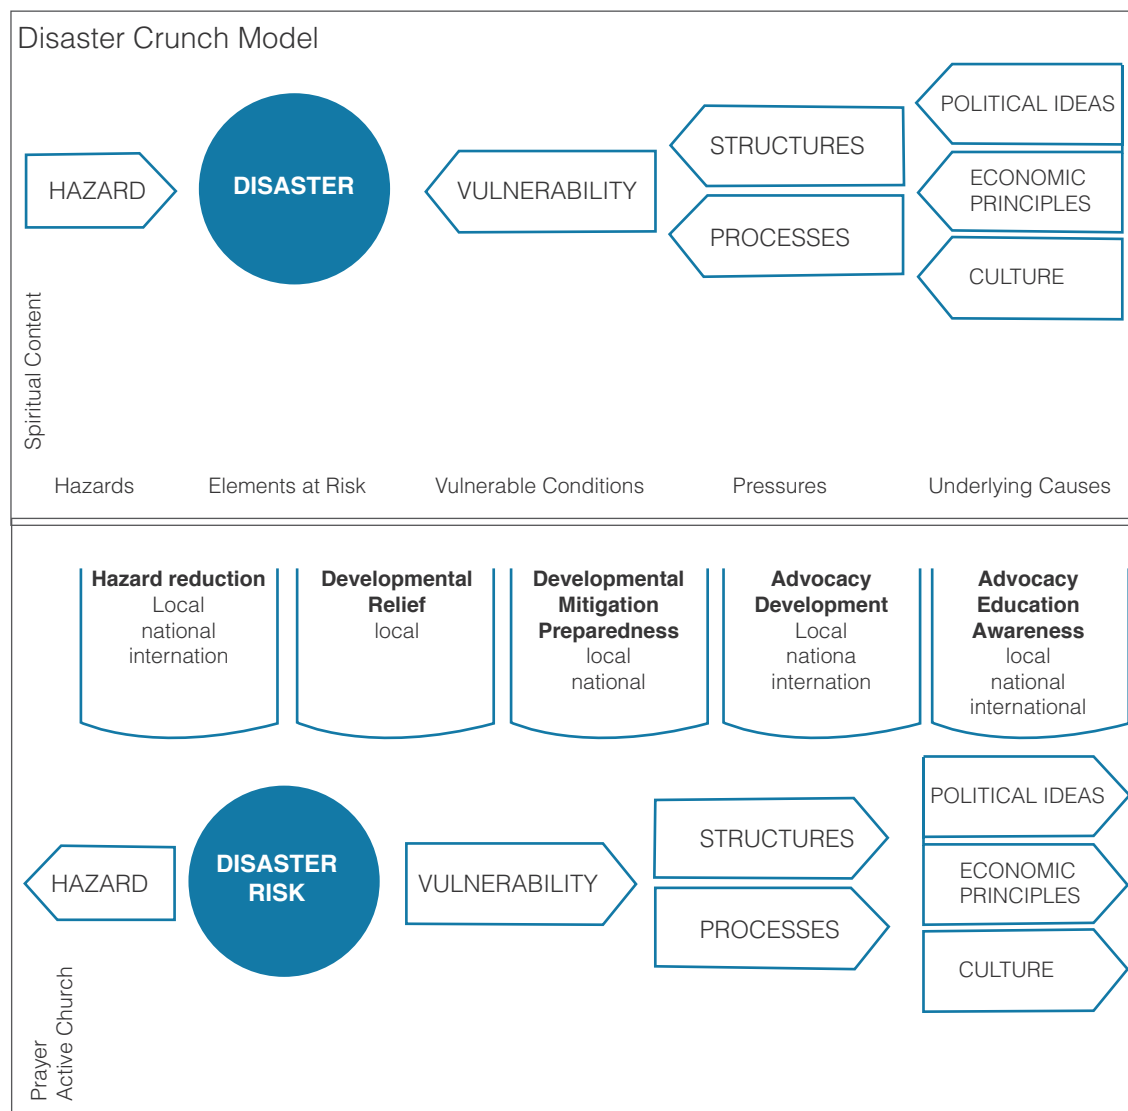 Disaster Crunch Model
HAZARD
DISASTER
VULNERABILITY
STRUCTURES
PROCESSES
POLITICAL IDEAS
ECONOMIC
PRINCIPLES
CULTURE
Spiritual Content
Hazards
Elements at Risk
Vulnerable Conditions
Pressures
Underlying Causes
Hazard reduction
Local
national
internation
Developmental
Relief
local
Developmental
Mitigation
Preparedness
local
national
Advocacy
Development
Local
nationa
internation
Advocacy
Education
Awareness
local
national
international
HAZARD
DISASTER
RISK
VULNERABILITY
STRUCTURES
PROCESSES
POLITICAL IDEAS
ECONOMIC
PRINCIPLES
CULTURE
Prayer
Active Church